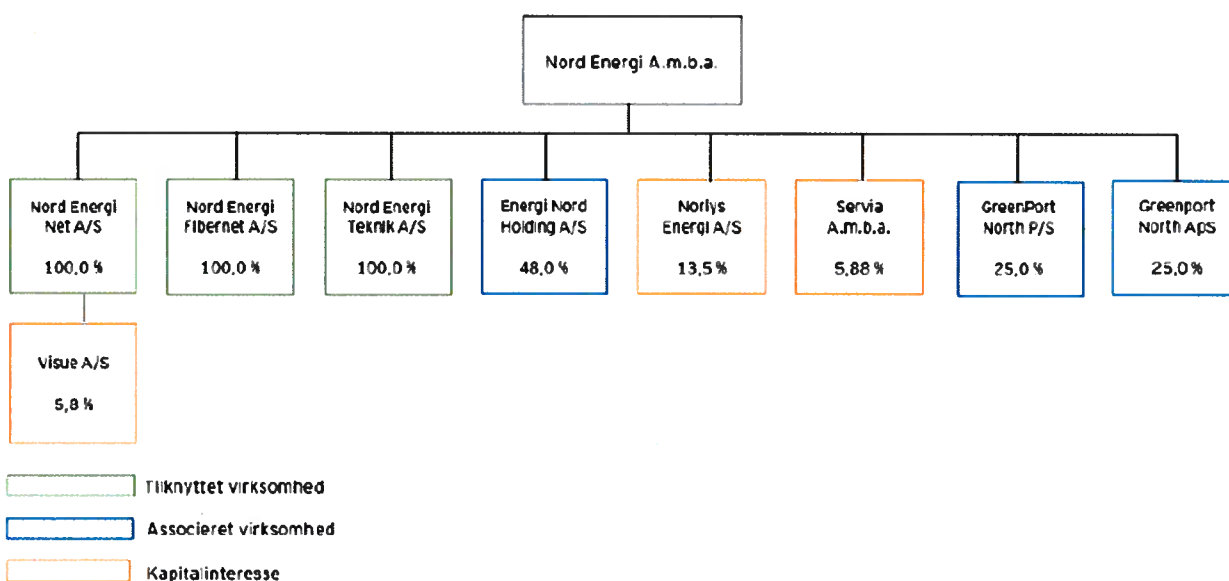 Nord Energi A.m.b.a.
Nord Energi
Net A/S
100,0 %
Nord Energi
Fibernet A/S
100,0 %
Nord Energi
Teknik A/S
100,0 %
Energi Nord
Holding A/S
48,0 %
Norlys
Energi A/S
13,5 %
Servia
A.m.b.a.
5,88 %
GreenPort
North P/S
25,0 %
Greenport
North ApS
25,0 %
Visue A/S
5,8 %
Tilknyttet virksomhed
Associeret virksomhed
Kapitalinteresse